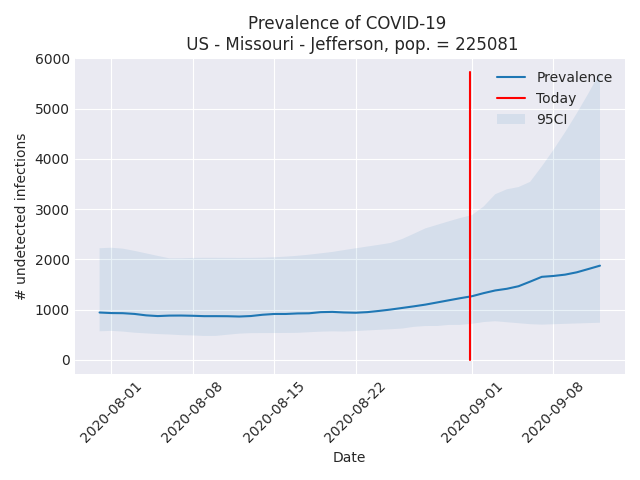 Prevalence of COVID-19
US - Missouri - Jefferson, pop. = 225081
6000
5000
4000
3000
2000
1000
0
# undetected infections
Prevalence
Today
95CI
2020-08-01
2020-08-08
2020-08-15
2020-08-22
2020-09-01
2020-09-08
Date